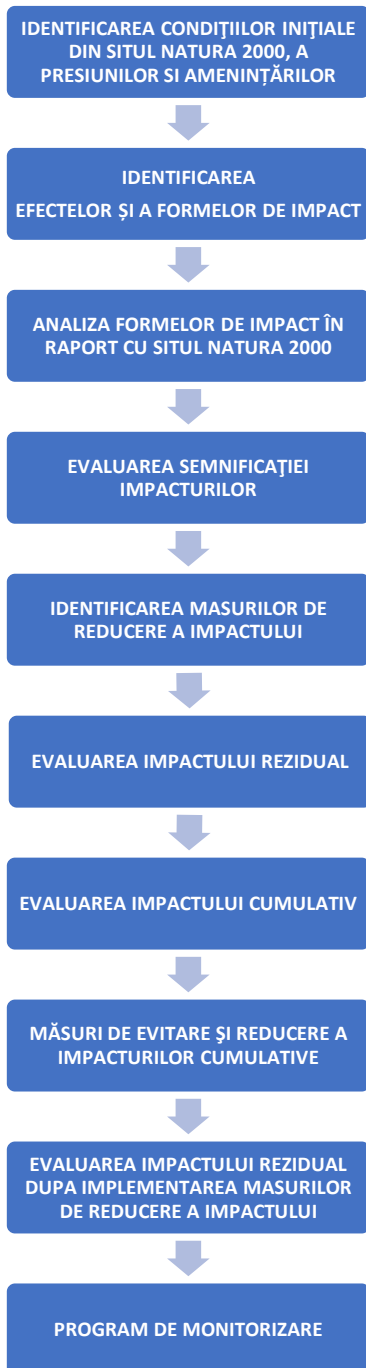 IDENTIFICAREA CONDIŢIILOR INIŢIALE
DIN SITUL NATURA 2000, A
PRESIUNILOR SI AMENINȚĂRILOR
IDENTIFICAREA
EFECTELOR ȘI A FORMELOR DE IMPACT
ANALIZA FORMELOR DE IMPACT ÎN
RAPORT CU SITUL NATURA 2000
EVALUAREA SEMNIFICAŢIEI
IMPACTURILOR
IDENTIFICAREA MASURILOR DE
REDUCERE A IMPACTULUI
EVALUAREA IMPACTULUI REZIDUAL
EVALUAREA IMPACTULUI CUMULATIV
MĂSURI DE EVITARE ŞI REDUCERE A
IMPACTURILOR CUMULATIVE
EVALUAREA IMPACTULUI REZIDUAL
DUPA IMPLEMENTAREA MASURILOR
DE REDUCERE A IMPACTULUI
PROGRAM DE MONITORIZARE